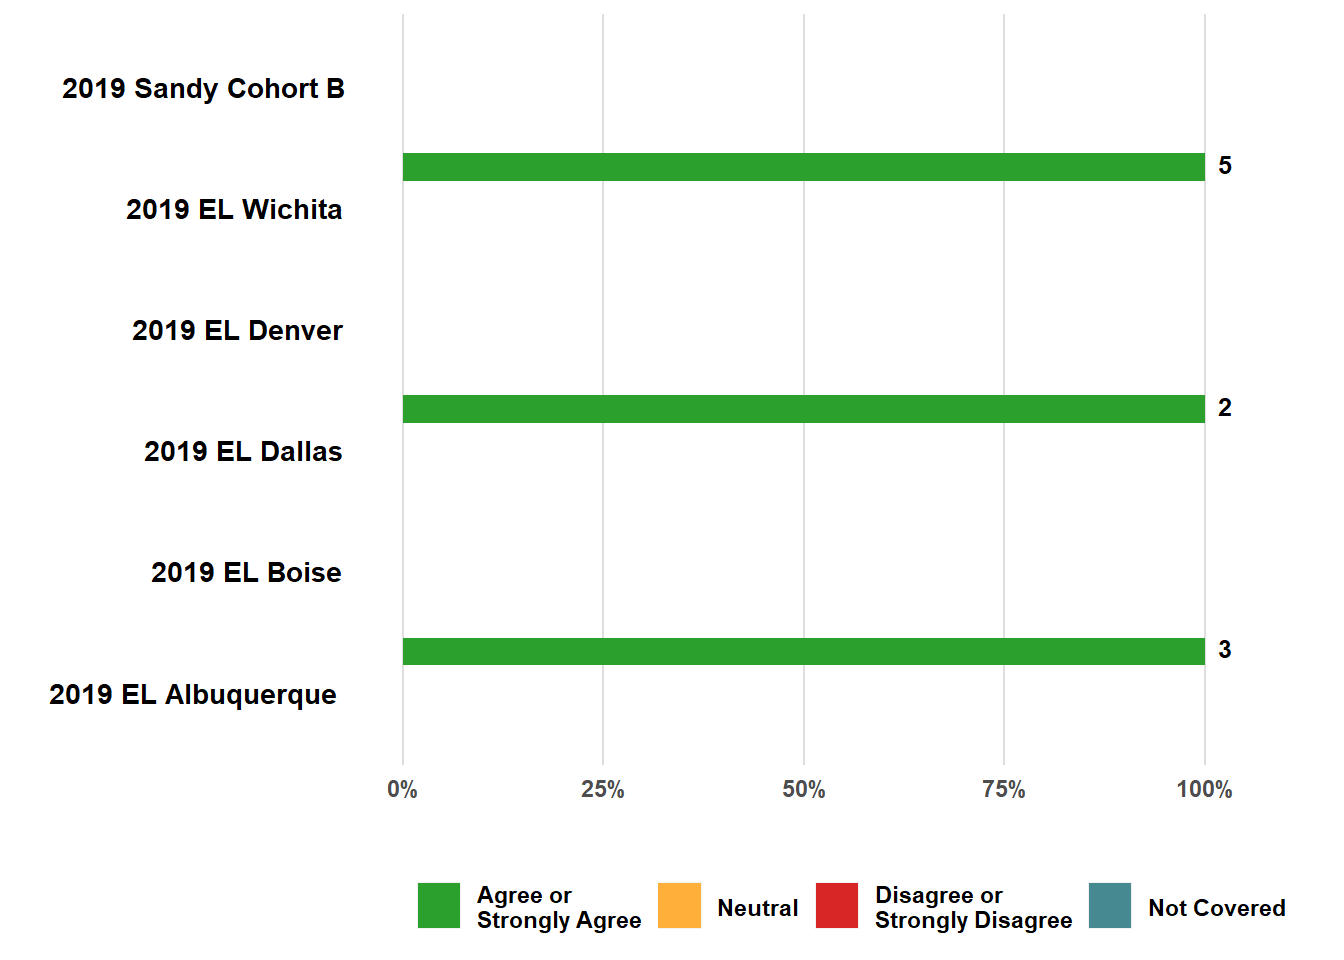 2019 Sandy Cohort B
5
2019 EL Wichita
2019 EL Denver
2
2019 EL Dallas
2019 EL Boise
3
2019 EL Albuquerque
0% 25% 50% 75% 100%
Agree or
Strongly Agree
Neutral
Disagree or
Strongly Disagree
Not Covered